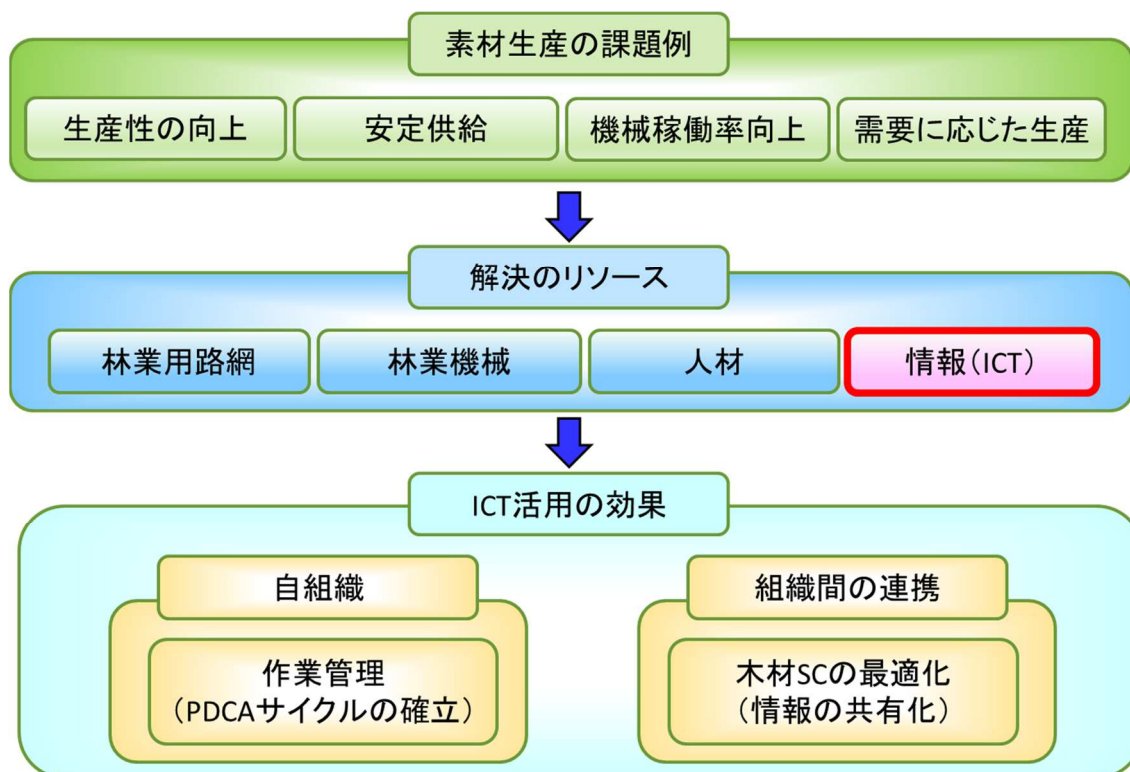 素材生産の課題例
生産性の向上
安定供給
機械稼働率向上
需要に応じた生産
解決のリソース
林業用路網
林業機械
人材
情報（ICT）
ICT活用の効果
自組織
作業管理
（PDCAサイクルの確立）
組織間の連携
木材SCの最適化
（情報の共有化）